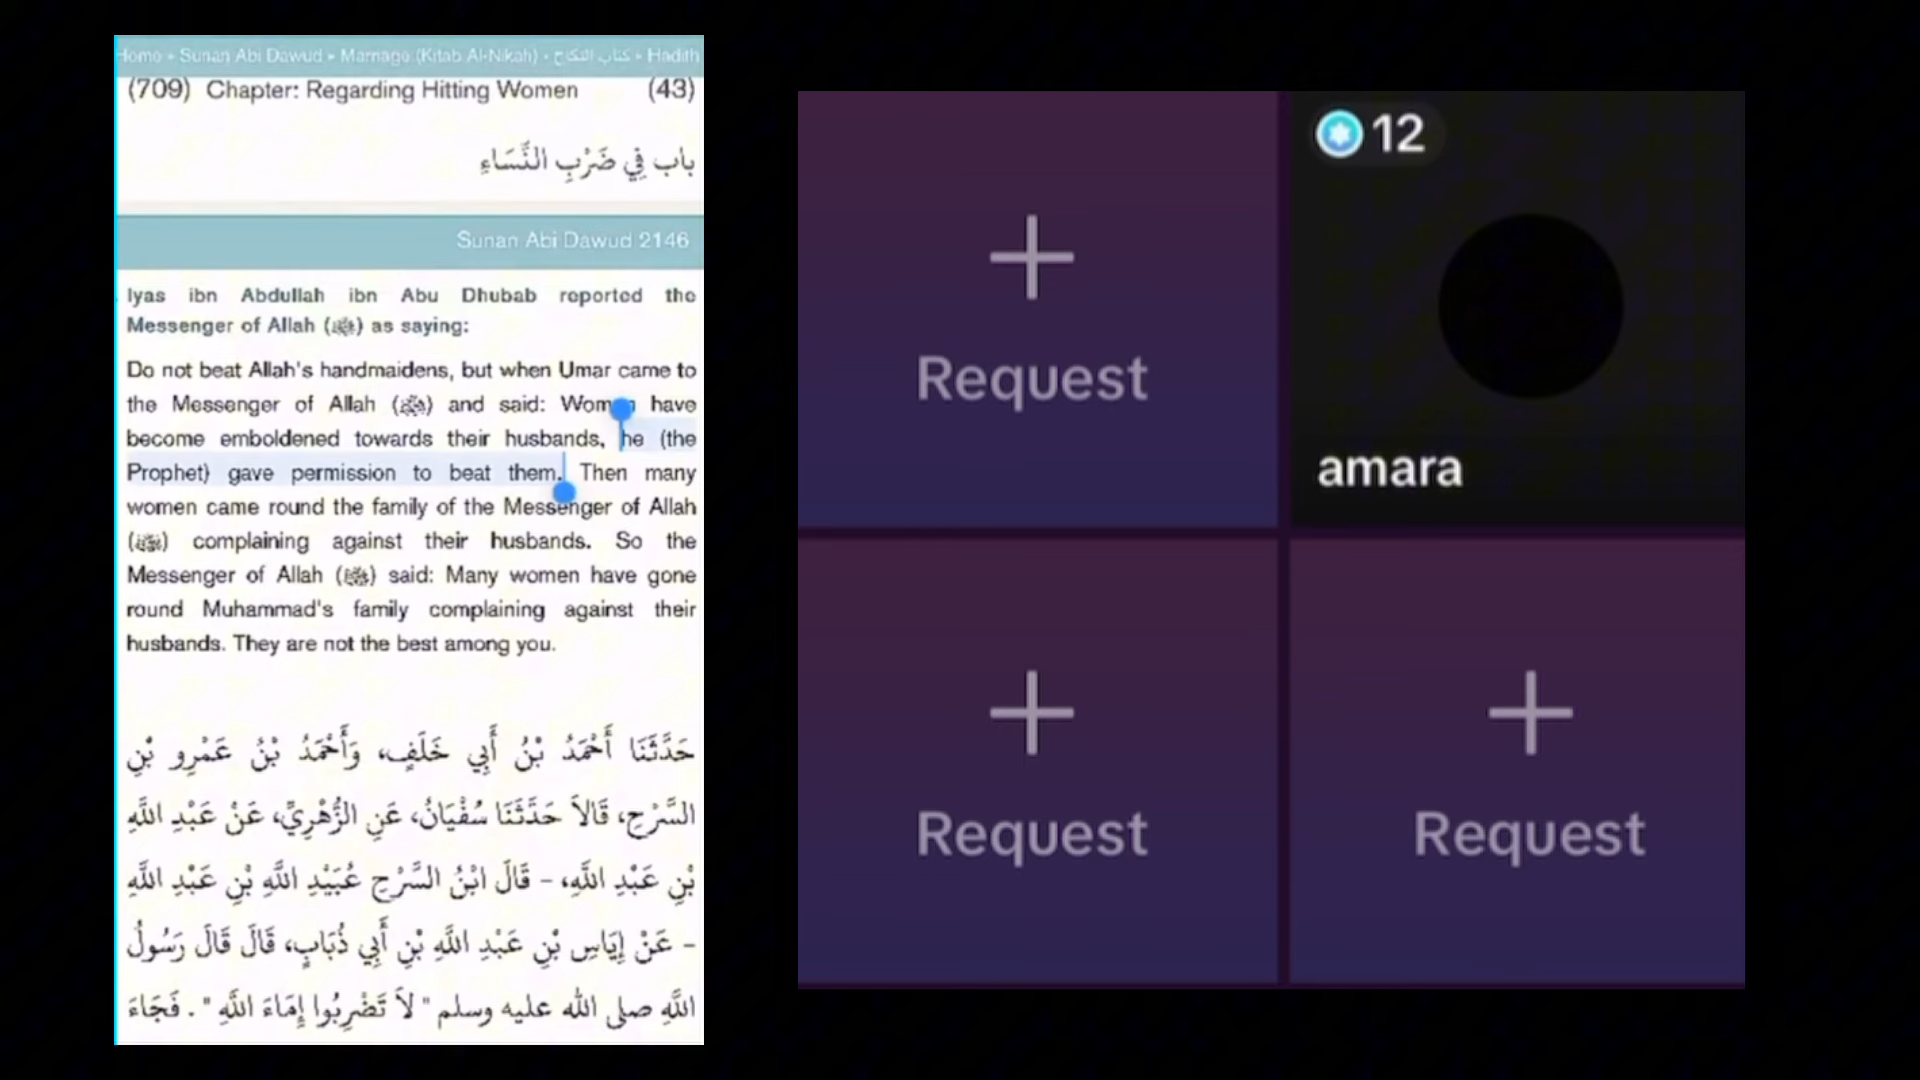 Home » Sunan Abi Dawud » Marriage (Kitab Al-Nikah) - كتاب النكاح » Hadith
(709) Chapter: Regarding Hitting Women (43)
باب فِي ضَرْبِ النِّسَاءِ
Sunan Abi Dawud 2146
Iyas ibn Abdullah ibn Abu Dhubab reported the
Messenger of Allah (ﷺ) as saying:
Do not beat Allah's handmaidens, but when Umar came to
the Messenger of Allah (ﷺ) and said: Women have
become emboldened towards their husbands, he (the
Prophet) gave permission to beat them. Then many
women came round the family of the Messenger of Allah
(ﷺ) complaining against their husbands. So the
Messenger of Allah (ﷺ) said: Many women have gone
round Muhammad's family complaining against their
husbands. They are not the best among you.
حَدَّثَنَا أَحْمَدُ بْنُ أَبِي خَلَفٍ، وَأَحْمَدُ بْنُ عَمْرِو بْنِ
السَّرْحِ، قَالاَ حَدَّثَنَا سُفْيَانُ، عَنِ الزُّهْرِيِّ، عَنْ عَبْدِ اللَّهِ
بْنِ عَبْدِ اللَّهِ، - قَالَ ابْنُ السَّرْحِ عُبَيْدِ اللَّهِ بْنِ عَبْدِ اللَّهِ
- عَنْ إِيَاسِ بْنِ عَبْدِ اللَّهِ بْنِ أَبِي ذُبَابٍ، قَالَ قَالَ رَسُولُ
اللَّهِ صلى الله عليه وسلم " لاَ تَضْرِبُوا إِمَاءَ اللَّهِ " . فَجَاءَ
Request
12
amara
Request
Request